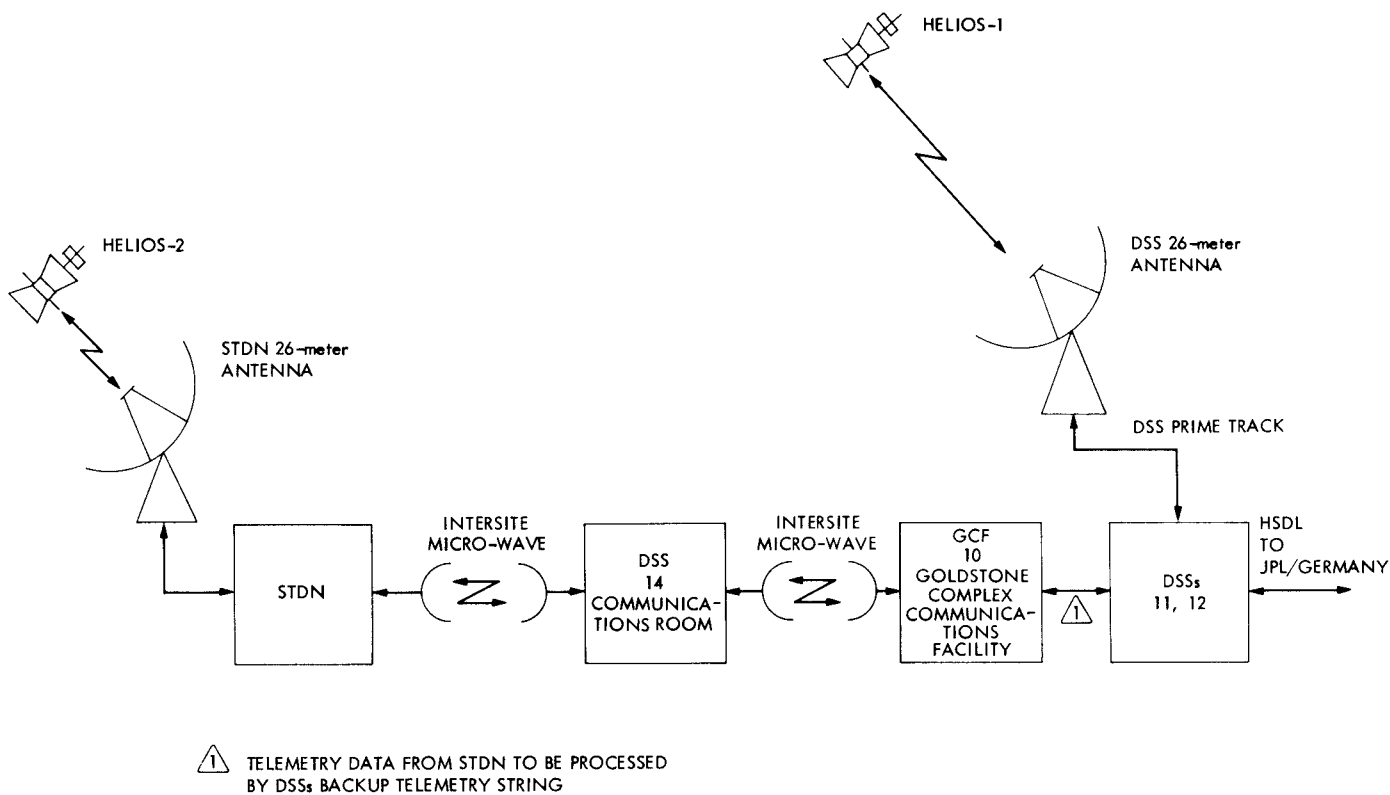 HELIOS-1
HELIOS-2
DSS 26-meter
ANTENNA
STDN 26-meter
ANTENNA
DSS PRIME TRACK
STDN
INTERSITE
MICRO-WAVE
DSS
14
COMMUNICA-
TIONS ROOM
INTERSITE
MICRO-WAVE
GCF
10
GOLDSTONE
COMPLEX
COMMUNICA-
TIONS
FACILITY
1
DSSs
11, 12
HSDL
TO
JPL/GERMANY
1 TELEMETRY DATA FROM STDN TO BE PROCESSED
BY DSSs BACKUP TELEMETRY STRING